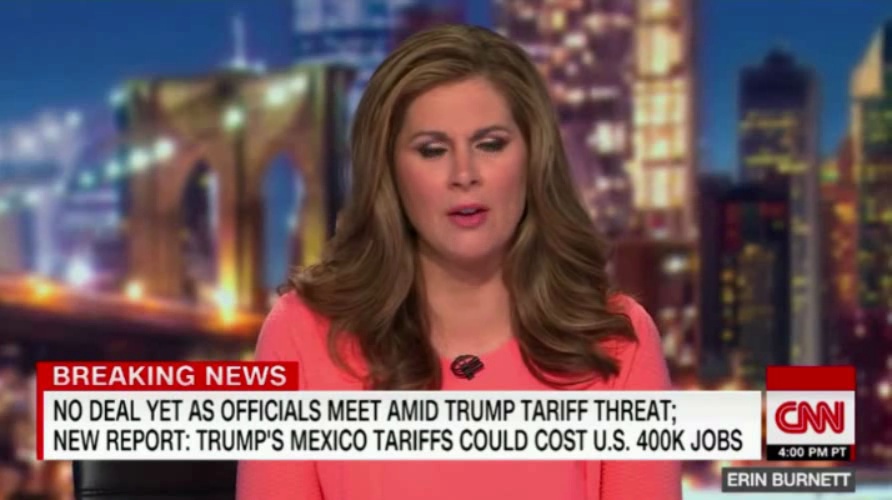 BREAKING NEWS
NO DEAL YET AS OFFICIALS MEET AMID TRUMP TARIFF THREAT;
NEW REPORT: TRUMP'S MEXICO TARIFFS COULD COST U.S. 400K JOBS
CNN
4:00 PM PT
ERIN BURNETT